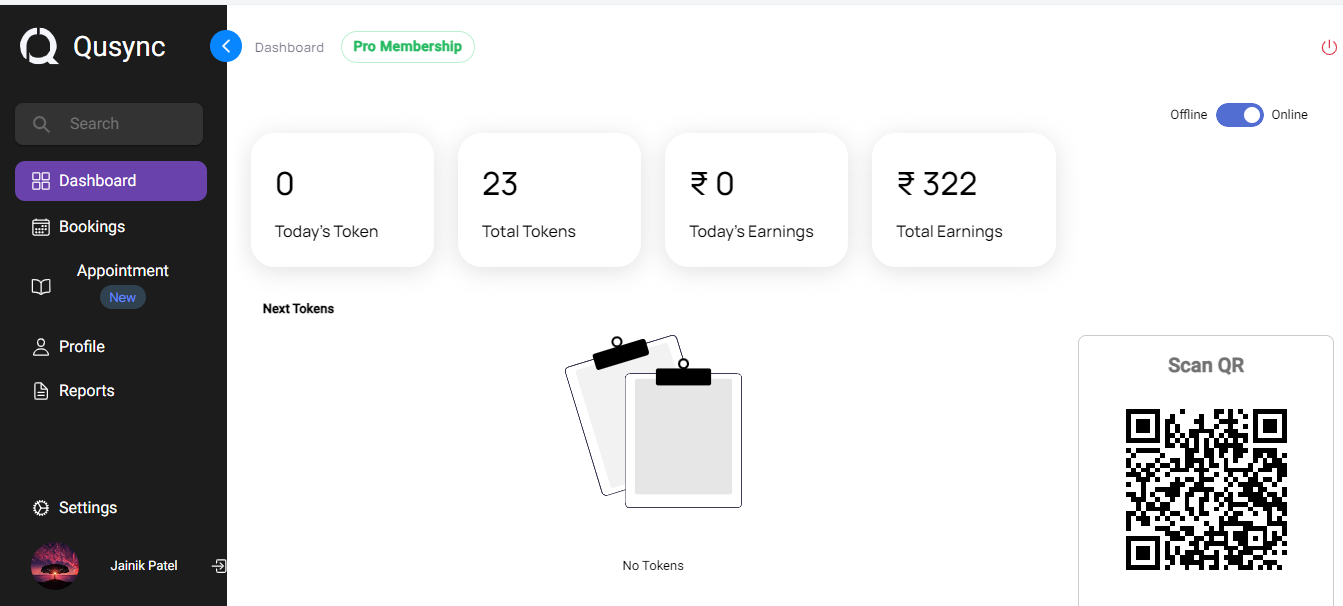 Qusync
Dashboard
Pro Membership
Search
Offline
Online
Dashboard
Bookings
Appointment
New
Profile
Reports
Settings
Jainik Patel
0
Today's Token
23
Total Tokens
₹ 0
Today's Earnings
₹ 322
Total Earnings
Next Tokens
No Tokens
Scan QR